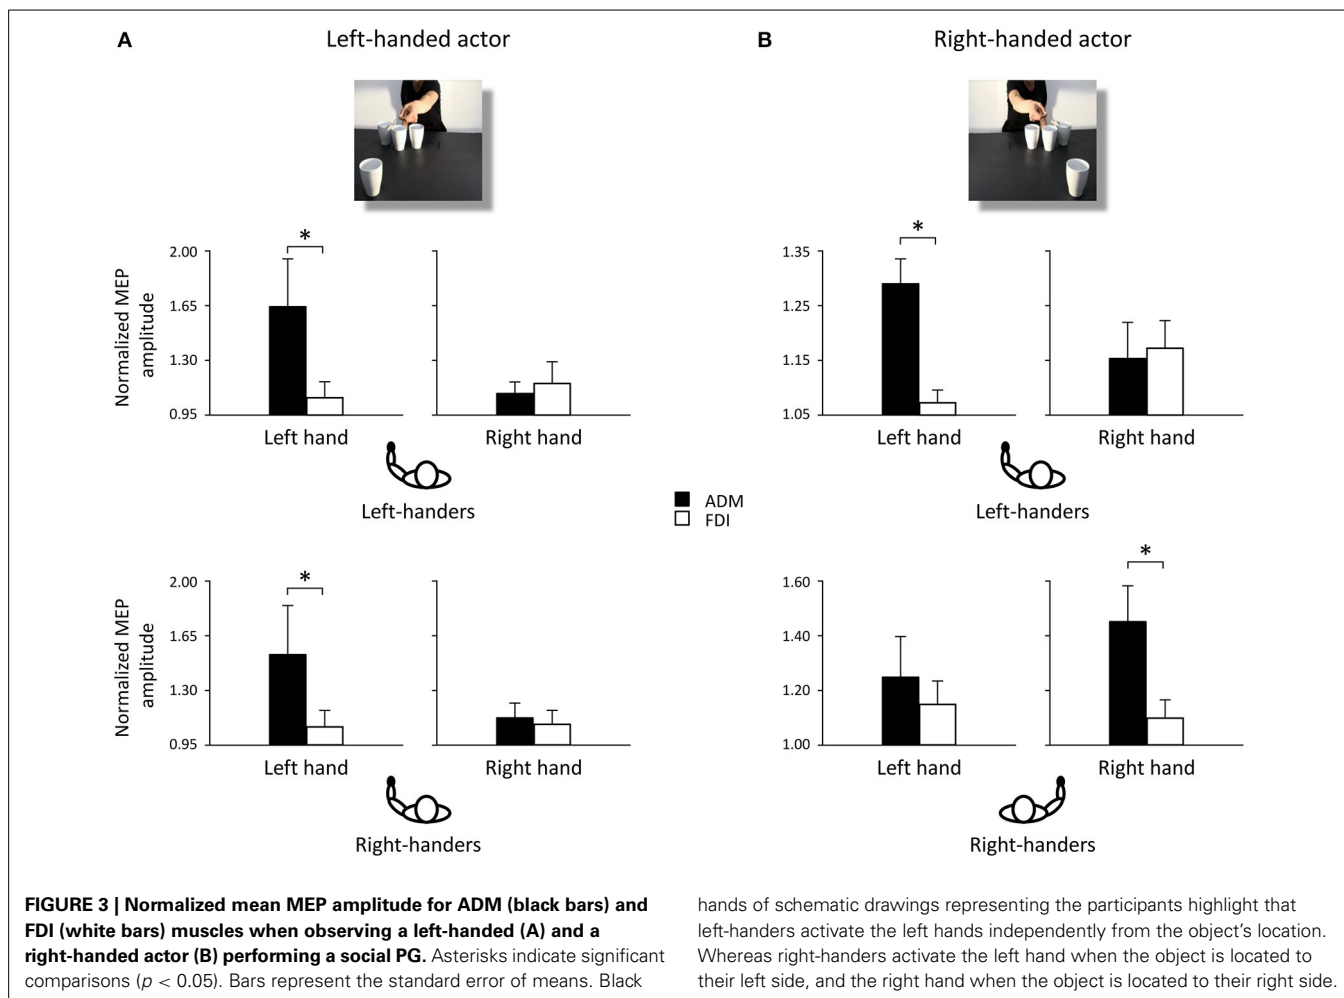 A
Left-handed actor
B
Right-handed actor
*
*
Normalized MEP
amplitude
2.00
1.65
1.30
0.95
1.35
1.25
1.15
1.05
Left hand
Right hand
Left hand
Right hand
Left-handers
Left-handers
ADM
FDI
*
*
Normalized MEP
amplitude
2.00
1.65
1.30
0.95
1.60
1.40
1.20
1.00
Left hand
Right hand
Left hand
Right hand
Right-handers
Right-handers
FIGURE 3 | Normalized mean MEP amplitude for ADM (black bars) and
FDI (white bars) muscles when observing a left-handed (A) and a
right-handed actor (B) performing a social PG. Asterisks indicate significant
comparisons (p < 0.05). Bars represent the standard error of means. Black
hands of schematic drawings representing the participants highlight that
left-handers activate the left hands independently from the object's location.
Whereas right-handers activate the left hand when the object is located to
their left side, and the right hand when the object is located to their right side.